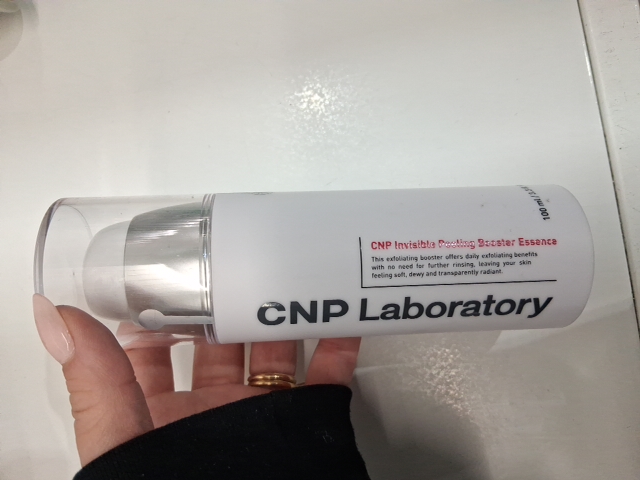 CNP Invisible Peeling Booster Essence
This exfoliating booster offers daily exfoliating benefits
with no need for further rinsing, leaving your skin
feeling soft, dewy and transparently radiant.
CNP Laboratory
100 ml